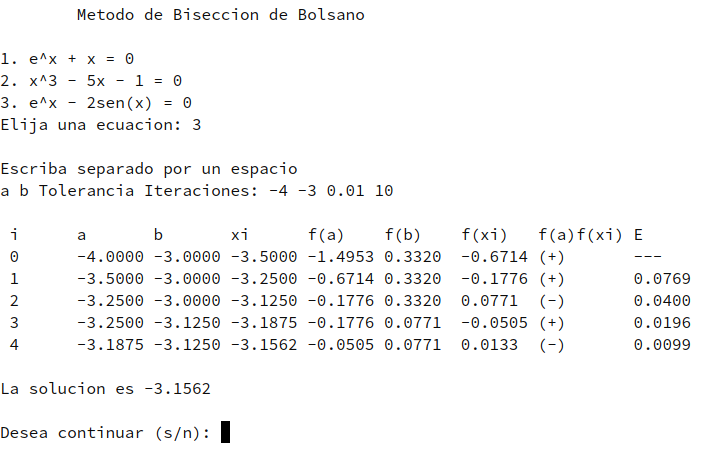 Metodo de Biseccion de Bolsano
1. e^x + x = 0
2. x^3 - 5x - 1 = 0
3. e^x - 2sen(x) = 0
Elija una ecuacion: 3
Escriba separado por un espacio
a b Tolerancia Iteraciones: -4 -3 0.01 10
i a b xi f(a) f(b) f(xi) f(a)f(xi) E
0 -4.0000 -3.0000 -3.5000 -1.4953 0.3320 -0.6714 (+) ---
1 -3.5000 -3.0000 -3.2500 -0.6714 0.3320 -0.1776 (+) 0.0769
2 -3.2500 -3.0000 -3.1250 -0.1776 0.3320 0.0771 (-) 0.0400
3 -3.2500 -3.1250 -3.1875 -0.1776 0.0771 -0.0505 (+) 0.0196
4 -3.1875 -3.1250 -3.1562 -0.0505 0.0771 0.0133 (-) 0.0099
La solucion es -3.1562
Desea continuar (s/n):